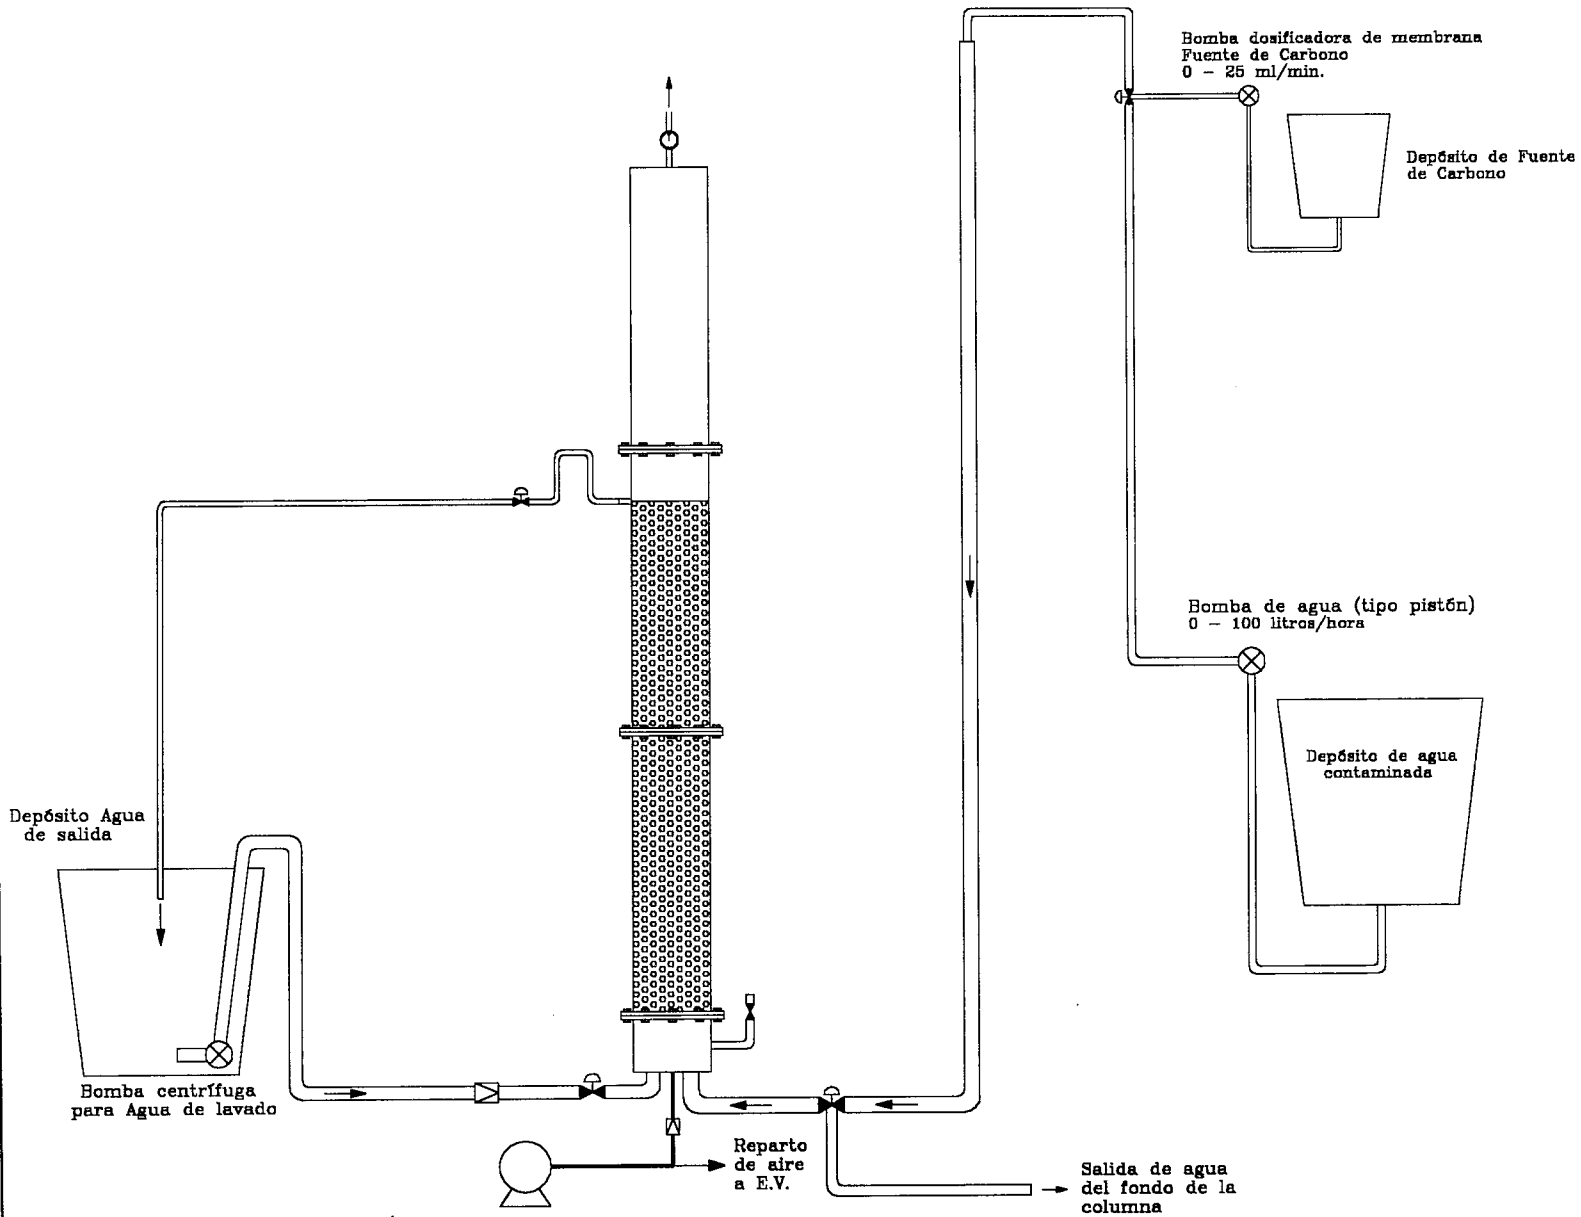 Bomba dosificadora de membrana
Fuente de Carbono
0 - 25 ml/min.
Depósito de Fuente
de Carbono
Bomba de agua (tipo pistón)
0 - 100 litros/hora
Depósito de agua
contaminada
Depósito Agua
de salida
Bomba centrífuga
para Agua de lavado
Reparto
de aire
a E.V.
Salida de agua
del fondo de la
columna